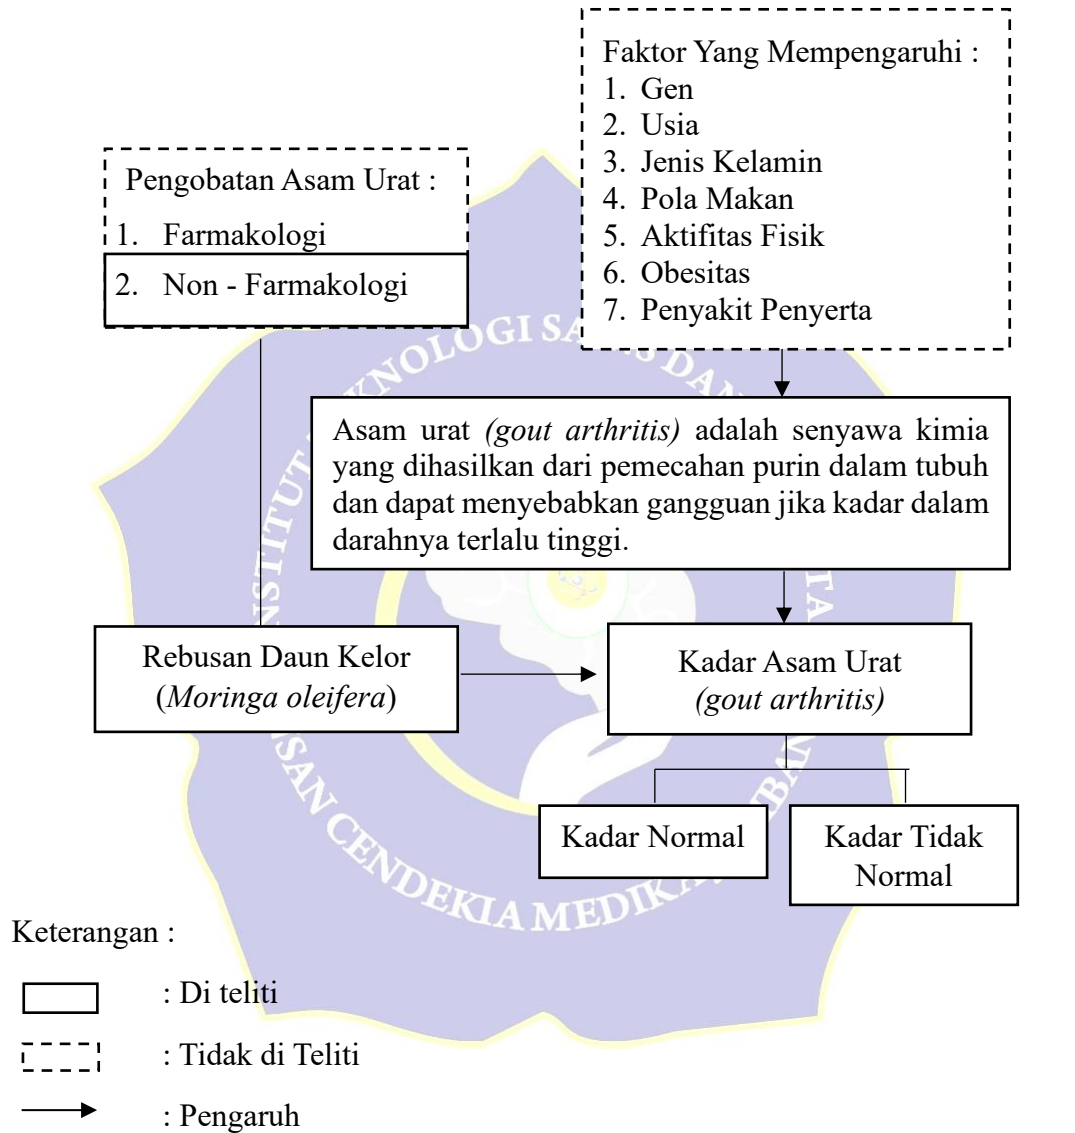 Faktor Yang Mempengaruhi :
1. Gen
2. Usia
3. Jenis Kelamin
4. Pola Makan
5. Aktifitas Fisik
6. Obesitas
7. Penyakit Penyerta
Pengobatan Asam Urat :
1. Farmakologi
2. Non - Farmakologi
Asam urat (gout arthritis) adalah senyawa kimia
yang dihasilkan dari pemecahan purin dalam tubuh
dan dapat menyebabkan gangguan jika kadar dalam
darahnya terlalu tinggi.
Rebusan Daun Kelor
(Moringa oleifera)
Kadar Asam Urat
(gout arthritis)
Kadar Normal
Kadar Tidak
Normal
Keterangan :
: Di teliti
: Tidak di Teliti
: Pengaruh
CENDEKIA